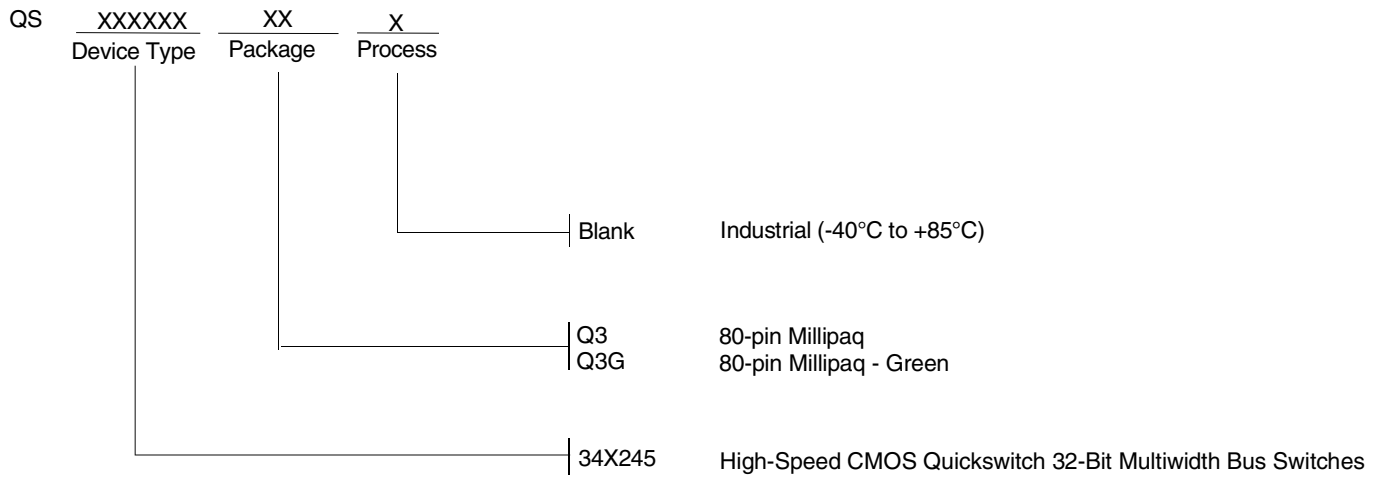 QS XXXXXX XX X
Device Type Package Process
Blank Industrial (-40°C to +85°C)
Q3 80-pin Millipaq
Q3G 80-pin Millipaq - Green
34X245 High-Speed CMOS Quickswitch 32-Bit Multiwidth Bus Switches